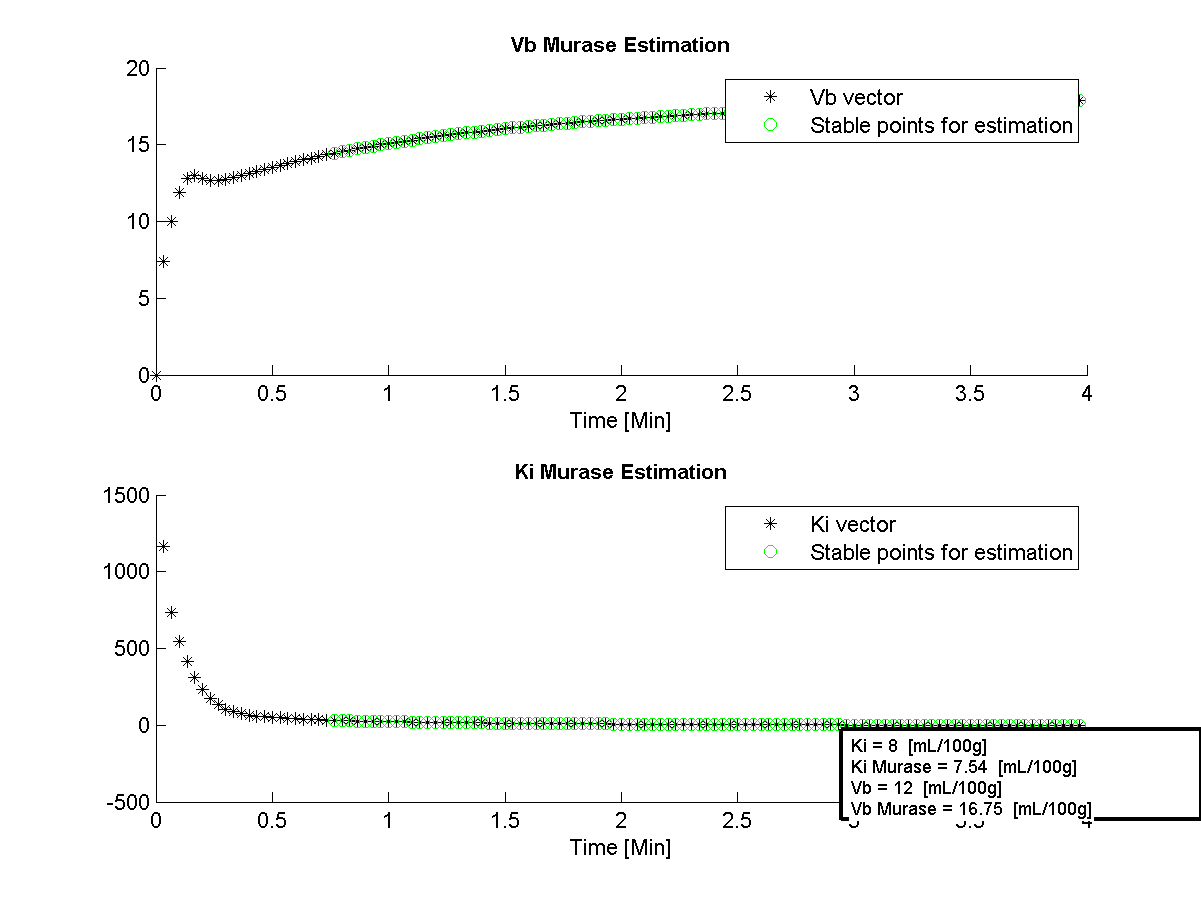 Vb Murase Estimation
20
15
10
5
0
Vb vector
Stable points for estimation
0 0.5 1 1.5 2 2.5 3 3.5 4
Time [Min]
Ki Murase Estimation
1500
1000
500
0
-500
Ki vector
Stable points for estimation
Ki = 8 [mL/100g]
Ki Murase = 7.54 [mL/100g]
Vb = 12 [mL/100g]
Vb Murase = 16.75 [mL/100g]
0 0.5 1 1.5 2 2.5
Time [Min]